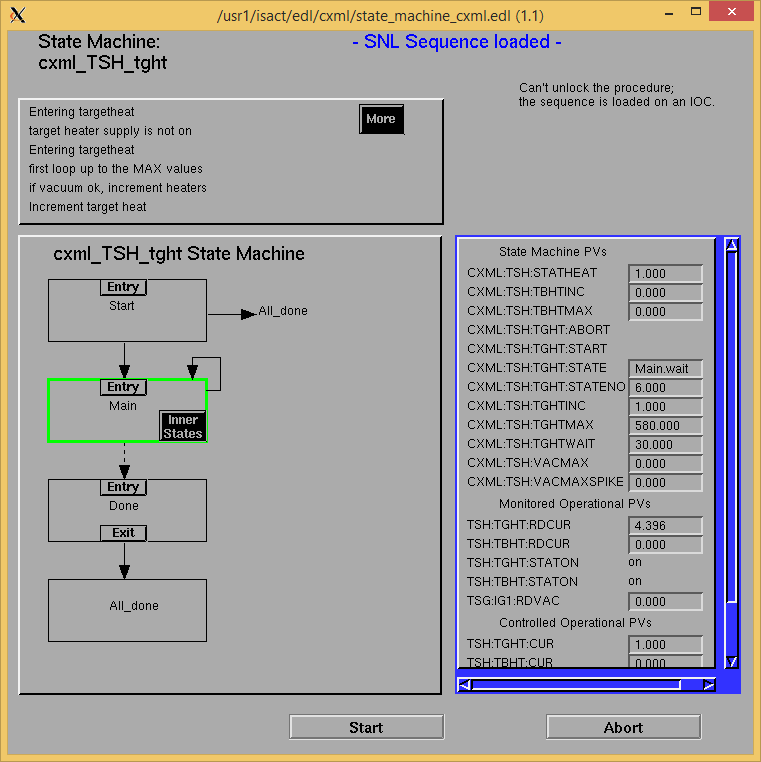 /usr1/isact/edl/cxml/state_machine_cxml.edl (1.1)
State Machine:
cxml_TSH_tght
- SNL Sequence loaded -
Can't unlock the procedure;
the sequence is loaded on an IOC.
Entering targetheat
target heater supply is not on
Entering targetheat
first loop up to the MAX values
if vacuum ok, increment heaters
Increment target heat
More
cxml_TSH_tght State Machine
Entry
Start
All_done
Entry
Main
Inner
States
Entry
Done
Exit
All_done
State Machine PVs
CXML:TSH:STATHEAT 1.000
CXML:TSH:TBHTINC 0.000
CXML:TSH:TBHTMAX 0.000
CXML:TSH:TGHT:ABORT
CXML:TSH:TGHT:START
CXML:TSH:TGHT:STATE Main.wait
CXML:TSH:TGHT:STATENO 6.000
CXML:TSH:TGHTINC 1.000
CXML:TSH:TGHTMAX 580.000
CXML:TSH:TGHTWAIT 30.000
CXML:TSH:VACMAX 0.000
CXML:TSH:VACMAXSPIKE 0.000
Monitored Operational PVs
TSH:TGHT:RDCUR 4.396
TSH:TBHT:RDCUR 0.000
TSH:TGHT:STATON on
TSH:TBHT:STATON on
TSG:IG1:RDVAC 0.000
Controlled Operational PVs
TSH:TGHT:CUR 1.000
TSH:TBHT:CUR 0.000
Start
Abort